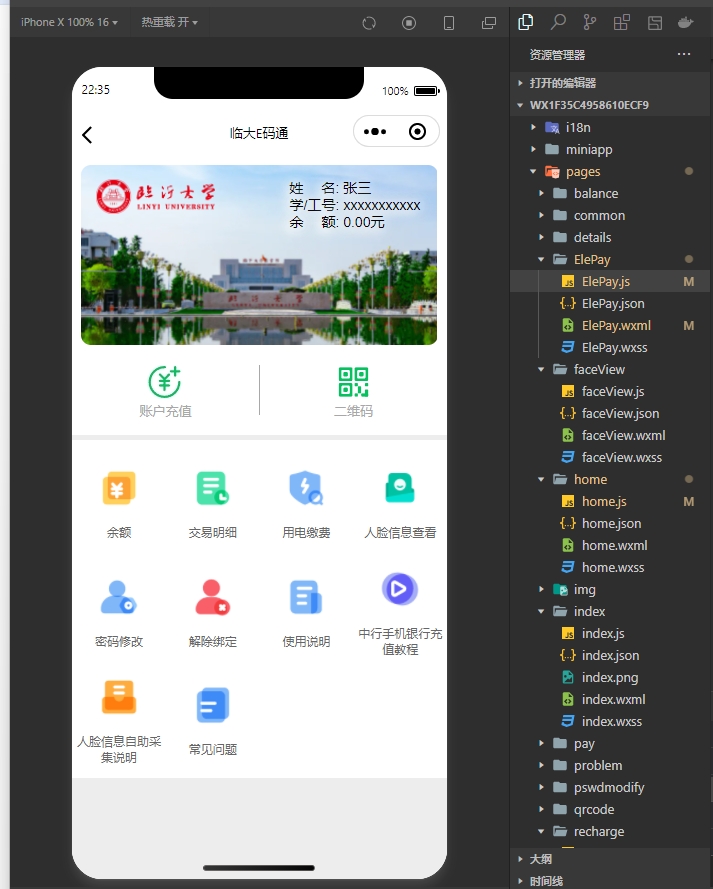 iPhone X 100% 16
热重载 开
22:35
100%
临大E码通
临沂大学
LINYI UNIVERSITY
姓 名: 张三
学/工号: xxxxxxxxxxx
余 额: 0.00元
账户充值
二维码
余额
交易明细
用电缴费
人脸信息查看
密码修改
解除绑定
使用说明
中行手机银行充
值教程
人脸信息自助采
集说明
常见问题
资源管理器
打开的编辑器
WX1F35C4958610ECF9
i18n
miniapp
pages
balance
common
details
ElePay
ElePay.js M
ElePay.json
ElePay.wxml M
ElePay.wxss
faceView
faceView.js
faceView.json
faceView.wxml
faceView.wxss
home
home.js M
home.json
home.wxml
home.wxss
img
index
index.js
index.json
index.png
index.wxml
index.wxss
pay
problem
pswdmodify
qrcode
recharge
大纲
时间线